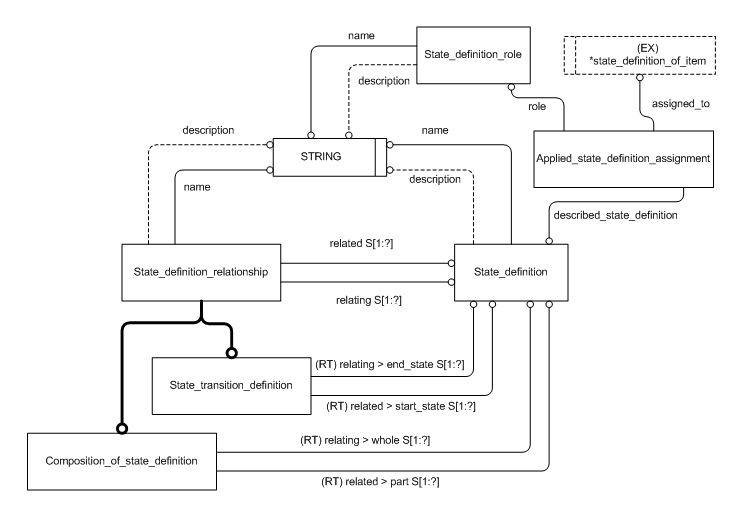 name
State_definition_role
(EX)
*state_definition_of_item
description
role
assigned_to
description
name
STRING
Applied_state_definition_assignment
description
name
described_state_definition
related S[1:?]
State_definition_relationship
State_definition
relating S[1:?]
(RT) relating > end_state S[1:?]
State_transition_definition
(RT) related > start_state S[1:?]
(RT) relating > whole S[1:?]
Composition_of_state_definition
(RT) related > part S[1:?]